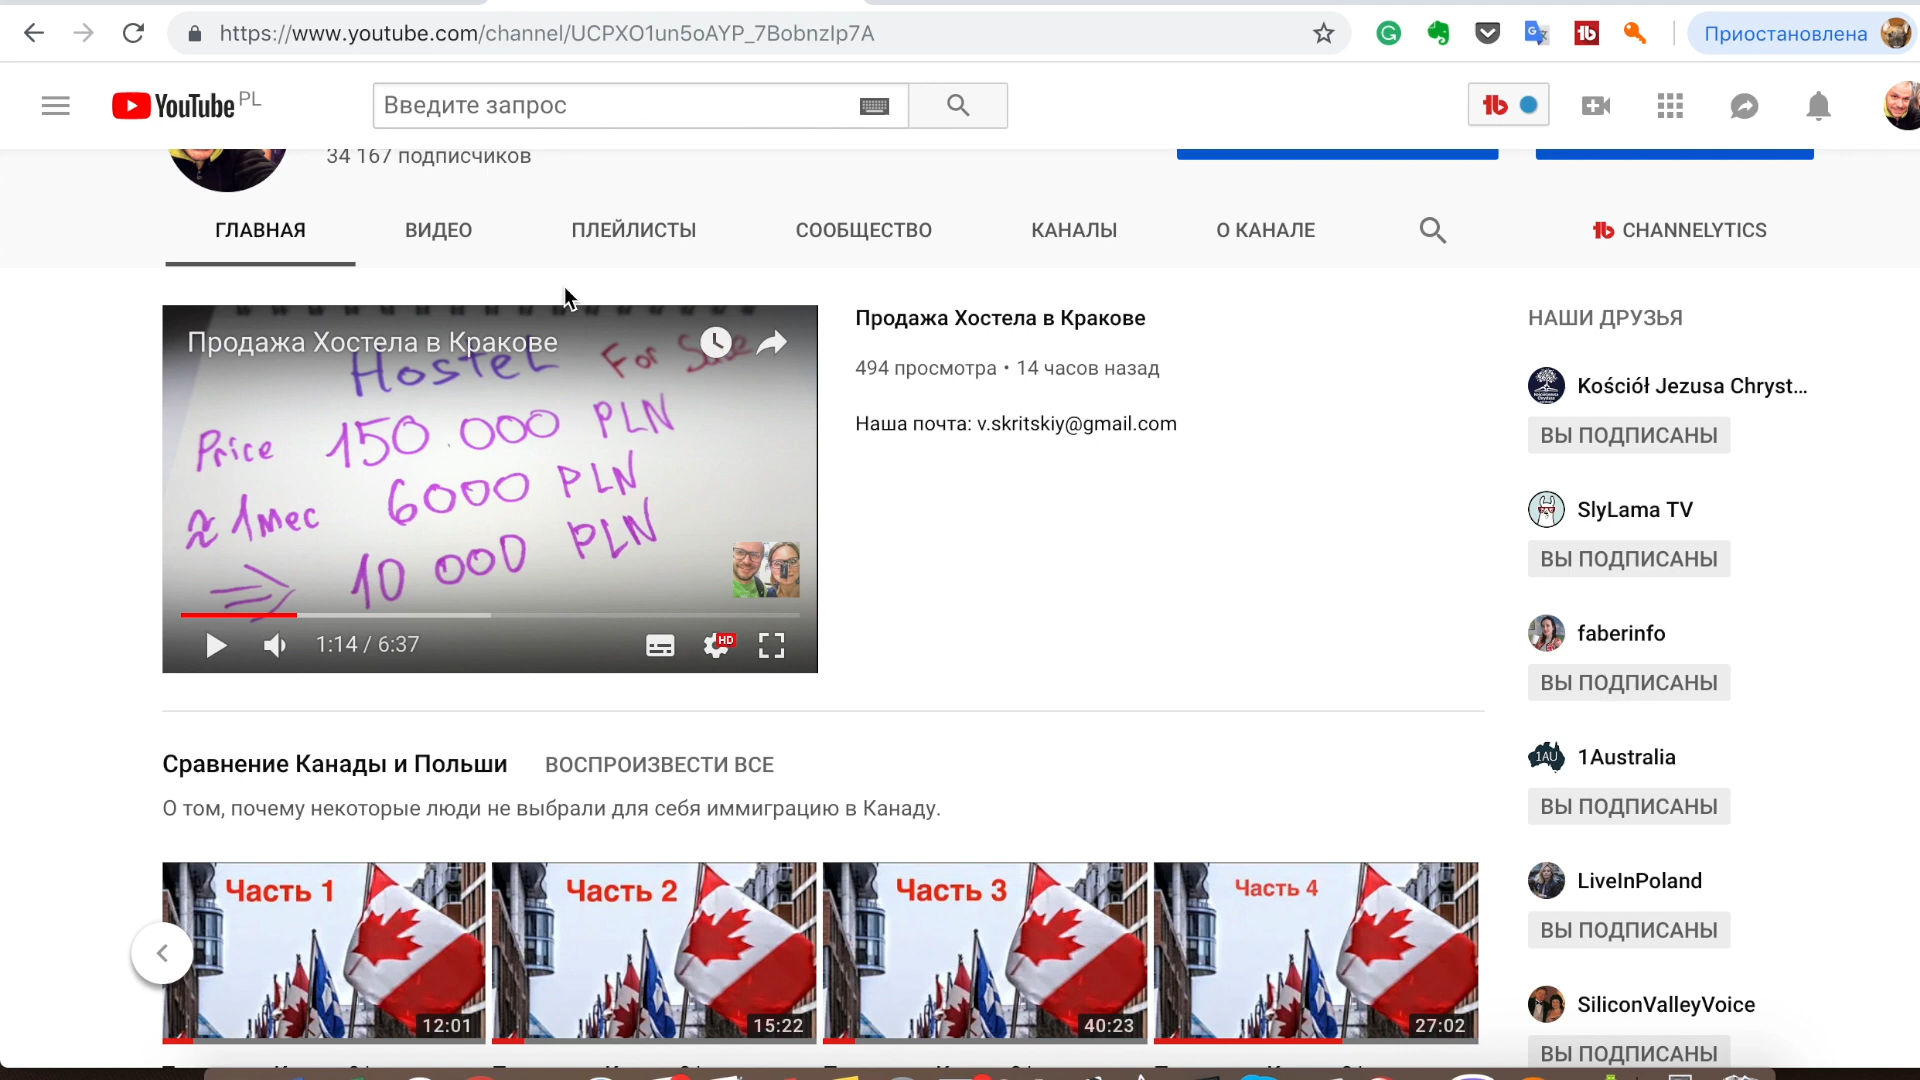 https://www.youtube.com/channel/UCPXO1un5oAYP_7BobnzIp7A
Приостановлена
YouTube PL
Введите запрос
34 167 подписчиков
ГЛАВНАЯ
ВИДЕО
ПЛЕЙЛИСТЫ
СООБЩЕСТВО
КАНАЛЫ
О КАНАЛЕ
CHANNELYTICS
Продажа Хостела в Кракове
Hostel For Sale
Price 150.000 PLN
≈ 1 мес 6000 PLN
⇒ 10 000 PLN
1:14 / 6:37
HD
Продажа Хостела в Кракове
494 просмотра • 14 часов назад
Наша почта: v.skritskiy@gmail.com
Сравнение Канады и Польши ВОСПРОИЗВЕСТИ ВСЕ
О том, почему некоторые люди не выбрали для себя иммиграцию в Канаду.
Часть 1
12:01
Часть 2
15:22
Часть 3
40:23
Часть 4
27:02
НАШИ ДРУЗЬЯ
Kościół Jezusa Chryst...
ВЫ ПОДПИСАНЫ
SlyLama TV
ВЫ ПОДПИСАНЫ
faberinfo
ВЫ ПОДПИСАНЫ
1AU
1Australia
ВЫ ПОДПИСАНЫ
LiveInPoland
ВЫ ПОДПИСАНЫ
SiliconValleyVoice
ВЫ ПОДПИСАНЫ